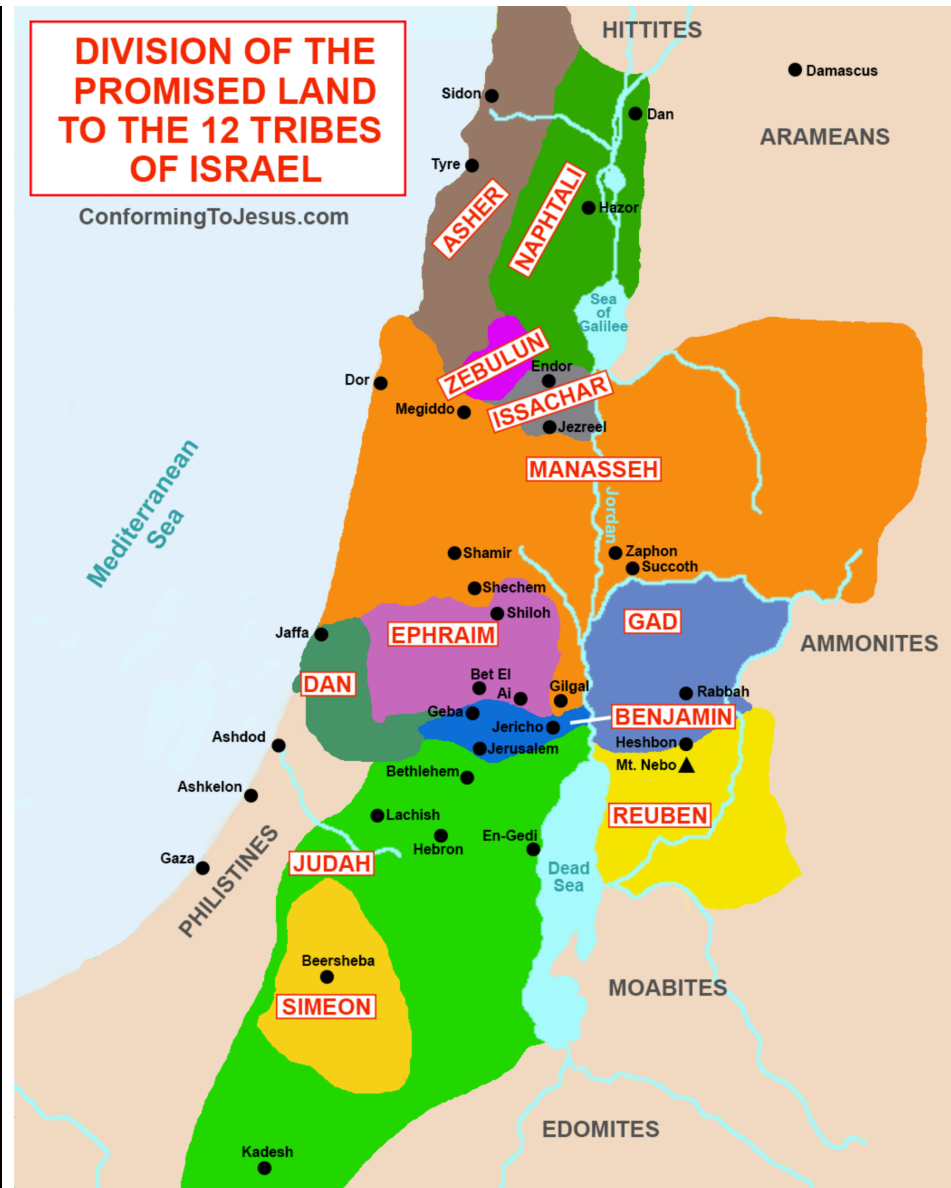 DIVISION OF THE
PROMISED LAND
TO THE 12 TRIBES
OF ISRAEL
ConformingToJesus.com
HITTITES
Damascus
Sidon
Dan
ARAMEANS
Tyre
ASHER
NAPHTALI
Hazor
Sea
of
Galilee
ZEBULUN
Endor
Dor
ISSACHAR
Megiddo
Jezreel
MANASSEH
Mediterranean
Sea
Jordan
Shamir
Zaphon
Succoth
Shechem
Shiloh
GAD
Jaffa
EPHRAIM
AMMONITES
Bet El
DAN
Ai
Gilgal
Rabbah
Geba
BENJAMIN
Jericho
Ashdod
Heshbon
Jerusalem
Mt. Nebo
Bethlehem
Ashkelon
Lachish
REUBEN
En-Gedi
Hebron
Gaza
PHILISTINES
JUDAH
Dead
Sea
Beersheba
MOABITES
SIMEON
EDOMITES
Kadesh